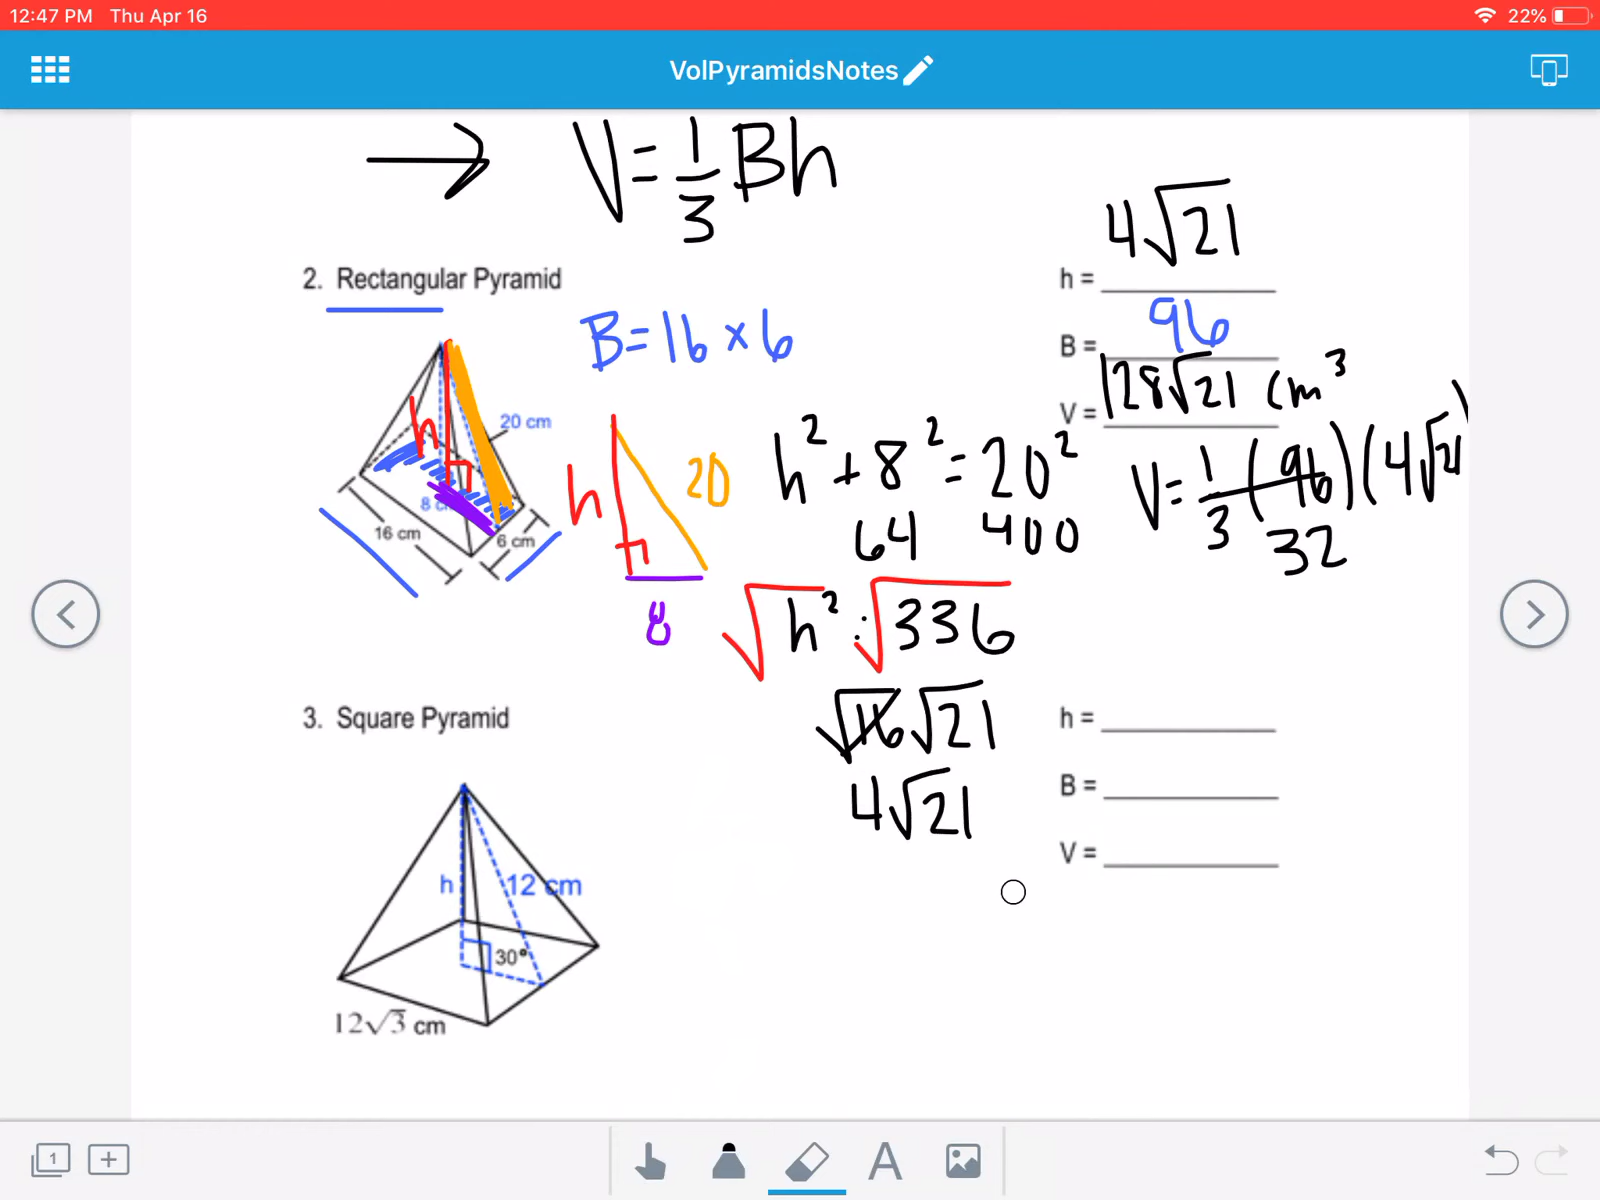 12:47 PM Thu Apr 16
22%
VolPyramidsNotes
V = 1/3 Bh
4√21
2. Rectangular Pyramid
h =
B = 16 × 6
96
B =
128√21 cm³
V =
20 cm
h
8 c
16 cm
6 cm
h
20
8
h² + 8² = 20²
64 400
V = 1/3 (96)(4√21)
32
√h² = √336
√16 √21
4√21
3. Square Pyramid
h =
B =
V =
h
12 cm
30°
12√3 cm
1
A